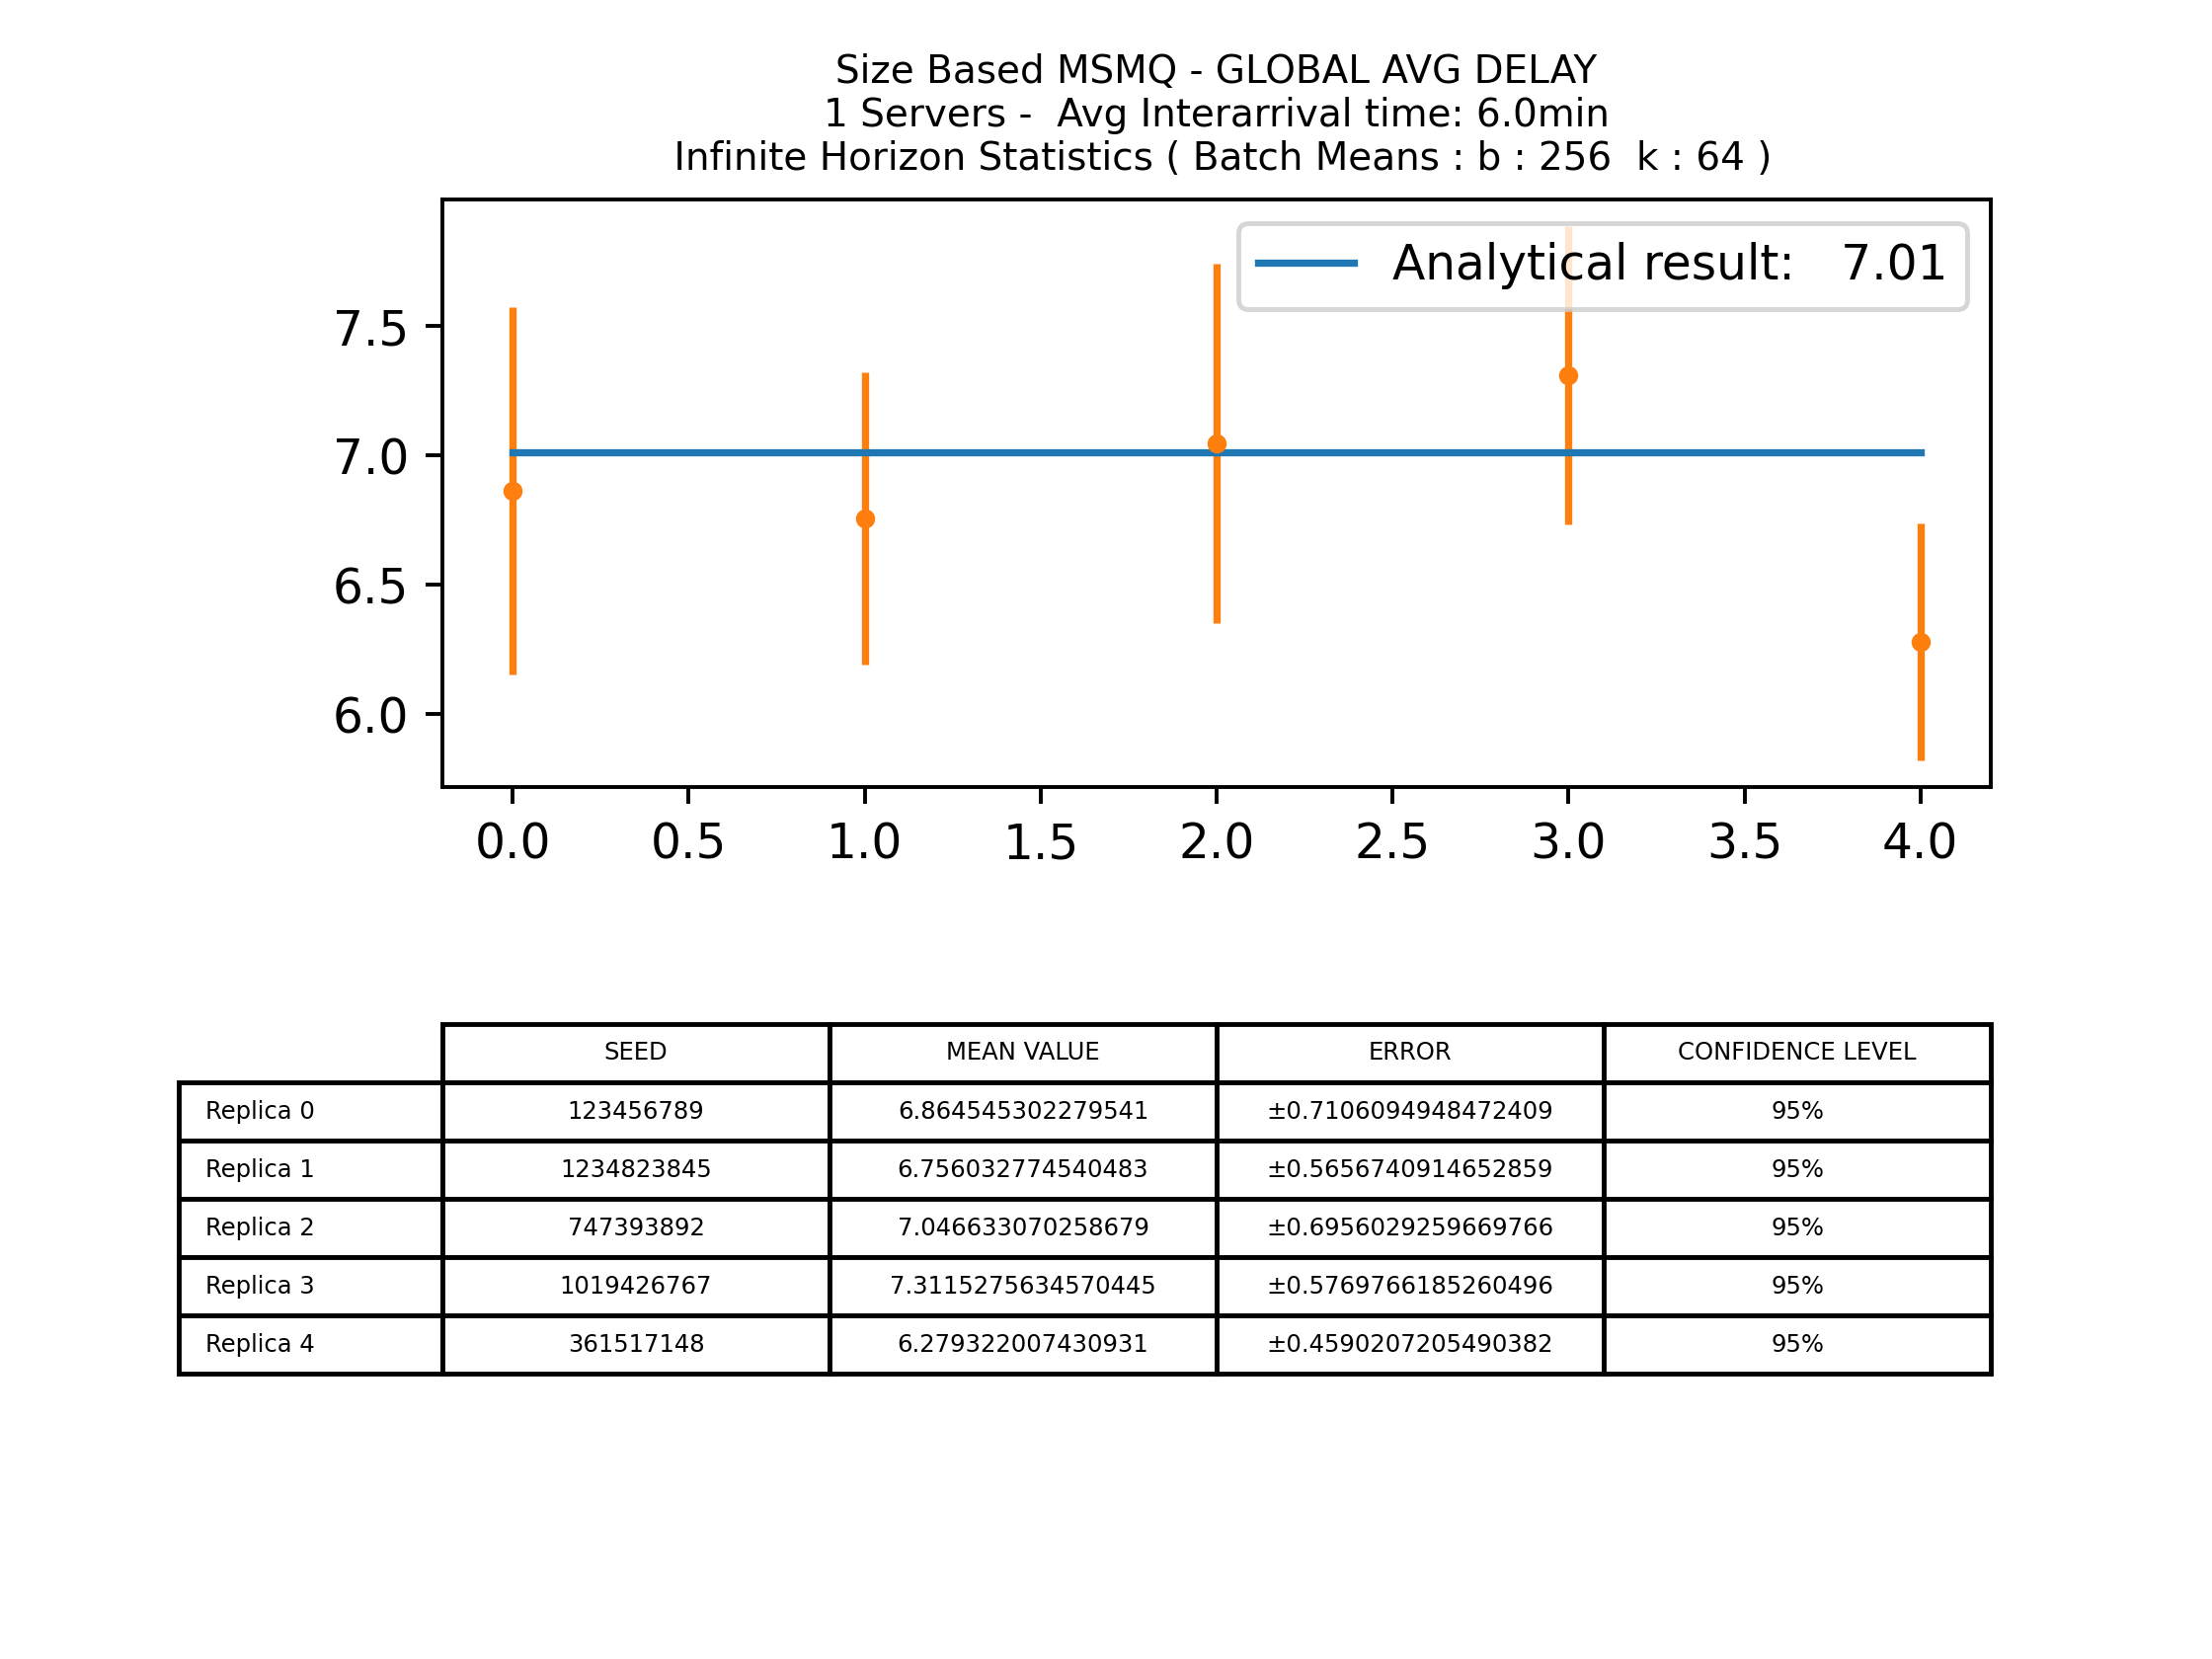 Size Based MSMQ - GLOBAL AVG DELAY
1 Servers -  Avg Interarrival time: 6.0min
Infinite Horizon Statistics ( Batch Means : b : 256  k : 64 )
Analytical result:   7.01
7.5
7.0
6.5
6.0
0.0 0.5 1.0 1.5 2.0 2.5 3.0 3.5 4.0
SEED MEAN VALUE ERROR CONFIDENCE LEVEL
Replica 0 123456789 6.864545302279541 ±0.7106094948472409 95%
Replica 1 1234823845 6.756032774540483 ±0.5656740914652859 95%
Replica 2 747393892 7.046633070258679 ±0.6956029259669766 95%
Replica 3 1019426767 7.3115275634570445 ±0.5769766185260496 95%
Replica 4 361517148 6.279322007430931 ±0.4590207205490382 95%